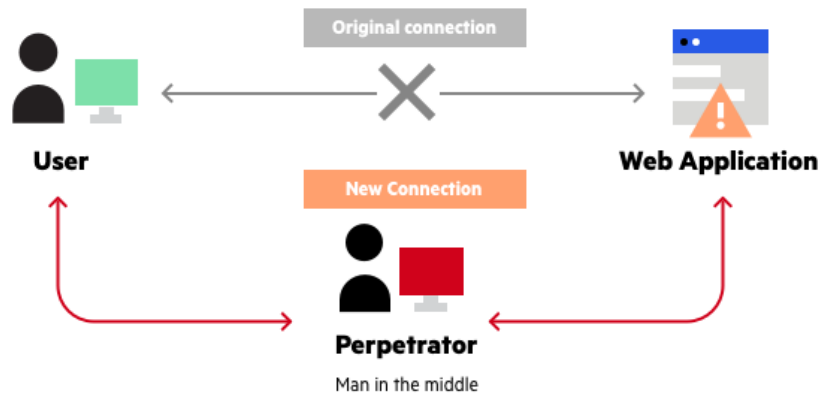 Original connection
User
Web Application
New Connection
Perpetrator
Man in the middle